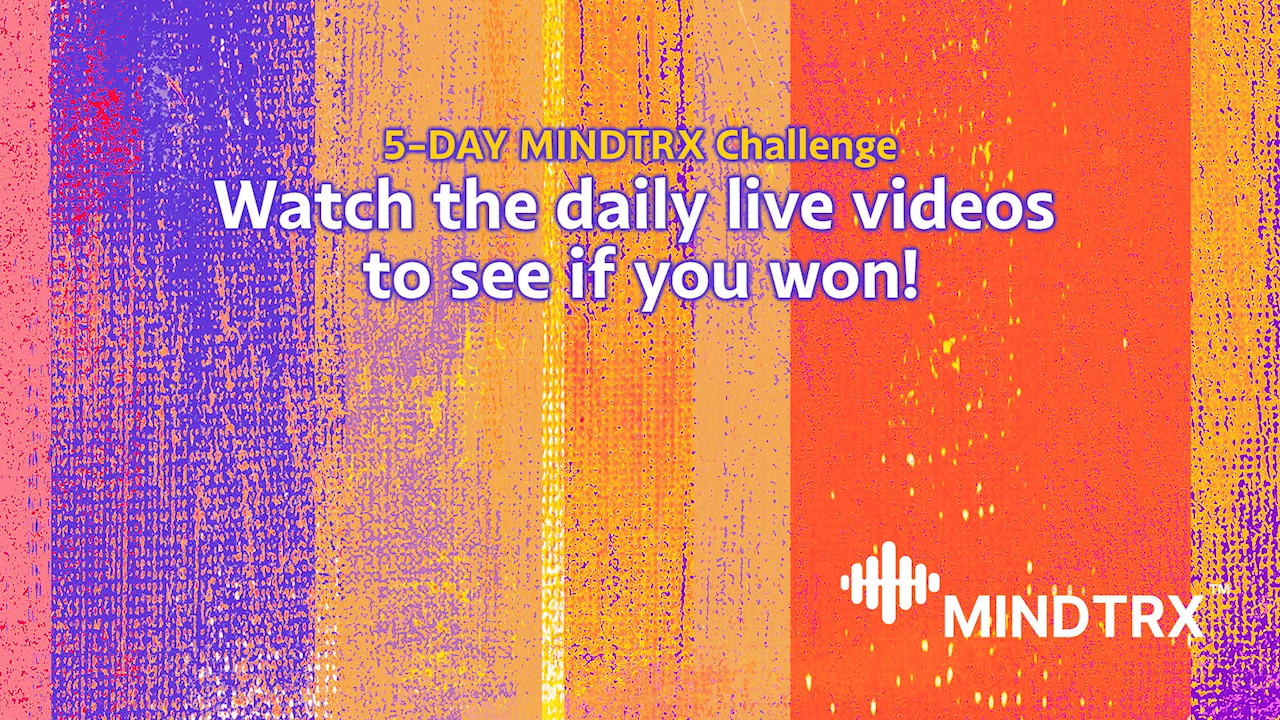 5-DAY MINDTRX Challenge
Watch the daily live videos
to see if you won!
MINDTRX™